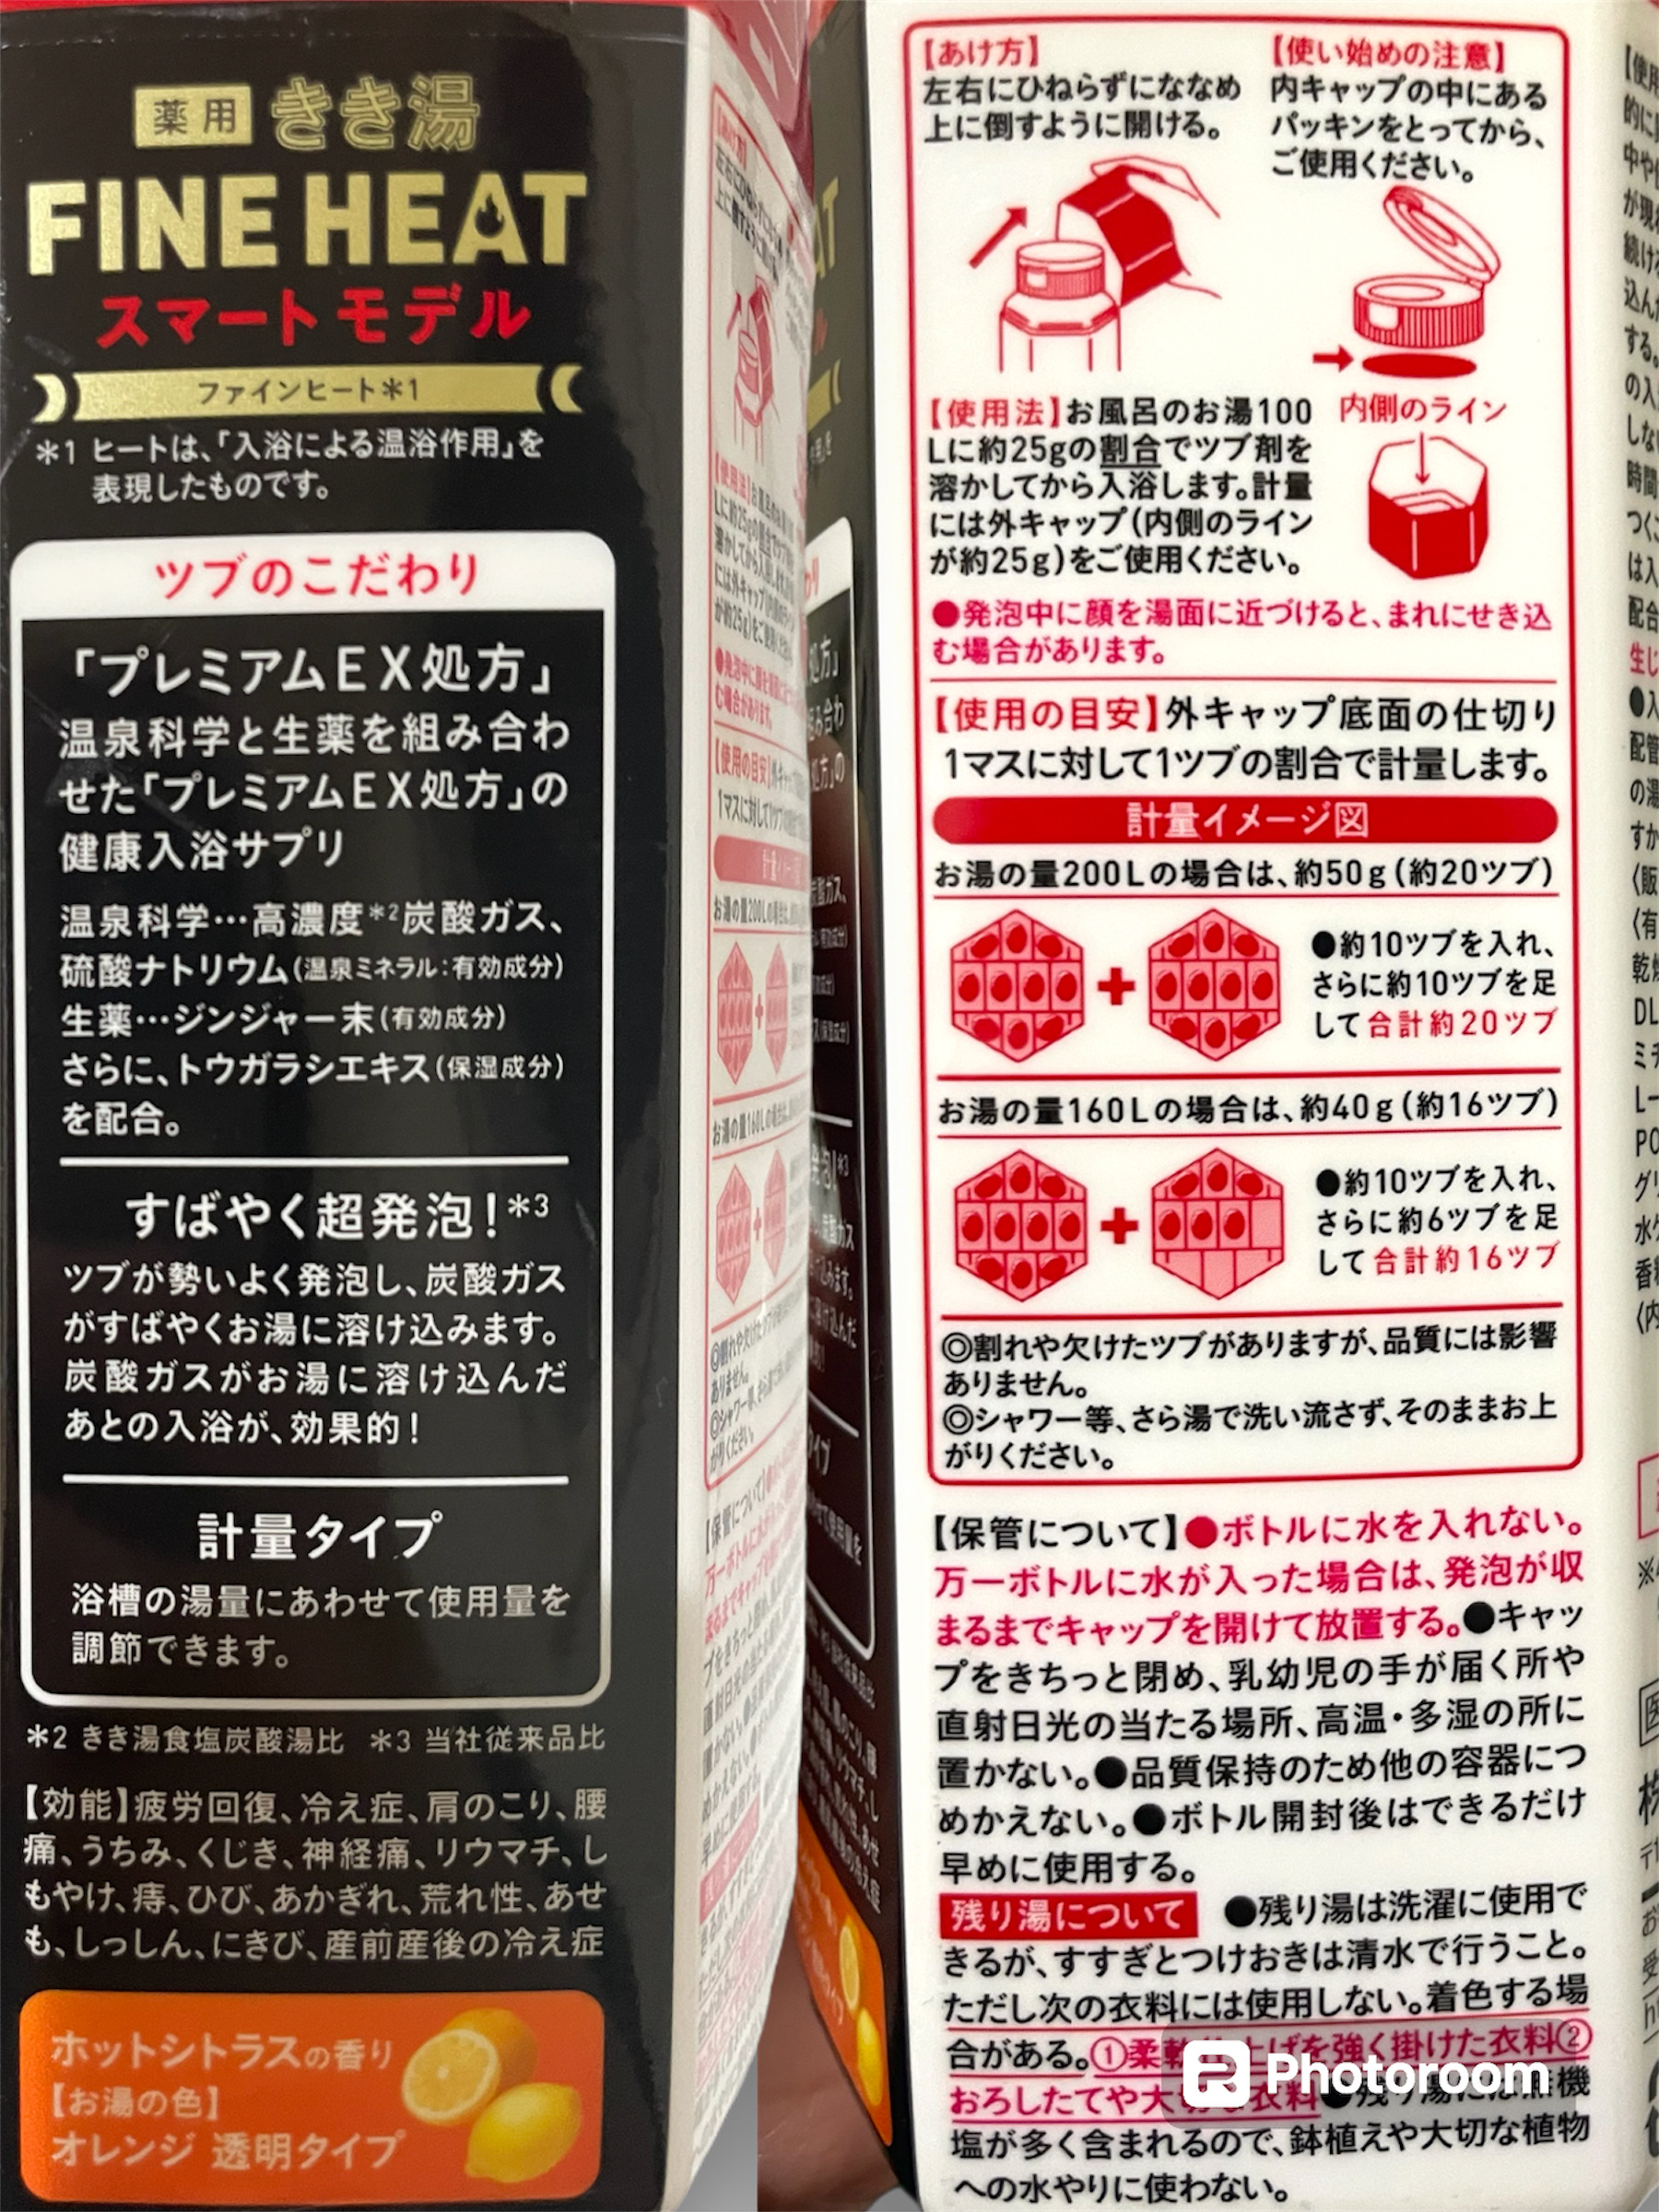 薬用 きき湯
FINE HEAT
スマートモデル
ファインヒート*1
*1 ヒートは、「入浴による温浴作用」を
表現したものです。
ツブのこだわり
「プレミアムEX処方」
温泉科学と生薬を組み合わ
せた「プレミアムEX処方」の
健康入浴サプリ
温泉科学…高濃度*2炭酸ガス、
硫酸ナトリウム(温泉ミネラル:有効成分)
生薬…ジンジャー末(有効成分)
さらに、トウガラシエキス(保湿成分)
を配合。
すばやく超発泡!*3
ツブが勢いよく発泡し、炭酸ガス
がすばやくお湯に溶け込みます。
炭酸ガスがお湯に溶け込んだ
あとの入浴が、効果的!
計量タイプ
浴槽の湯量にあわせて使用量を
調節できます。
*2 きき湯食塩炭酸湯比 *3 当社従来品比
【効能】疲労回復、冷え症、肩のこり、腰
痛、うちみ、くじき、神経痛、リウマチ、し
もやけ、痔、ひび、あかぎれ、荒れ性、あせ
も、しっしん、にきび、産前産後の冷え症
ホットシトラスの香り
【お湯の色】
オレンジ 透明タイプ
【あけ方】
左右にひねらずにななめ
上に倒すように開ける。
【使い始めの注意】
内キャップの中にある
パッキンをとってから、
ご使用ください。
【使用法】お風呂のお湯100
Lに約25gの割合でツブ剤を
溶かしてから入浴します。計量
には外キャップ(内側のライン
が約25g)をご使用ください。
内側のライン
●発泡中に顔を湯面に近づけると、まれにせき込
む場合があります。
【使用の目安】外キャップ底面の仕切り
1マスに対して1ツブの割合で計量します。
計量イメージ図
お湯の量200Lの場合は、約50g(約20ツブ)
+
●約10ツブを入れ、
さらに約10ツブを足
して合計約20ツブ
お湯の量160Lの場合は、約40g(約16ツブ)
+
●約10ツブを入れ、
さらに約6ツブを足
して合計約16ツブ
◎割れや欠けたツブがありますが、品質には影響
ありません。
◎シャワー等、さら湯で洗い流さず、そのままお上
がりください。
【保管について】●ボトルに水を入れない。
万一ボトルに水が入った場合は、発泡が収
まるまでキャップを開けて放置する。●キャッ
プをきちっと閉め、乳幼児の手が届く所や
直射日光の当たる場所、高温・多湿の所に
置かない。●品質保持のため他の容器につ
めかえない。●ボトル開封後はできるだけ
早めに使用する。
残り湯について ●残り湯は洗濯に使用で
きるが、すすぎとつけおきは清水で行うこと。
ただし次の衣料には使用しない。着色する場
合がある。①柔軟仕上げを強く掛けた衣料②
おろしたてや大切な衣料●残り湯には無機
塩が多く含まれるので、鉢植えや大切な植物
への水やりに使わない。
Photoroom